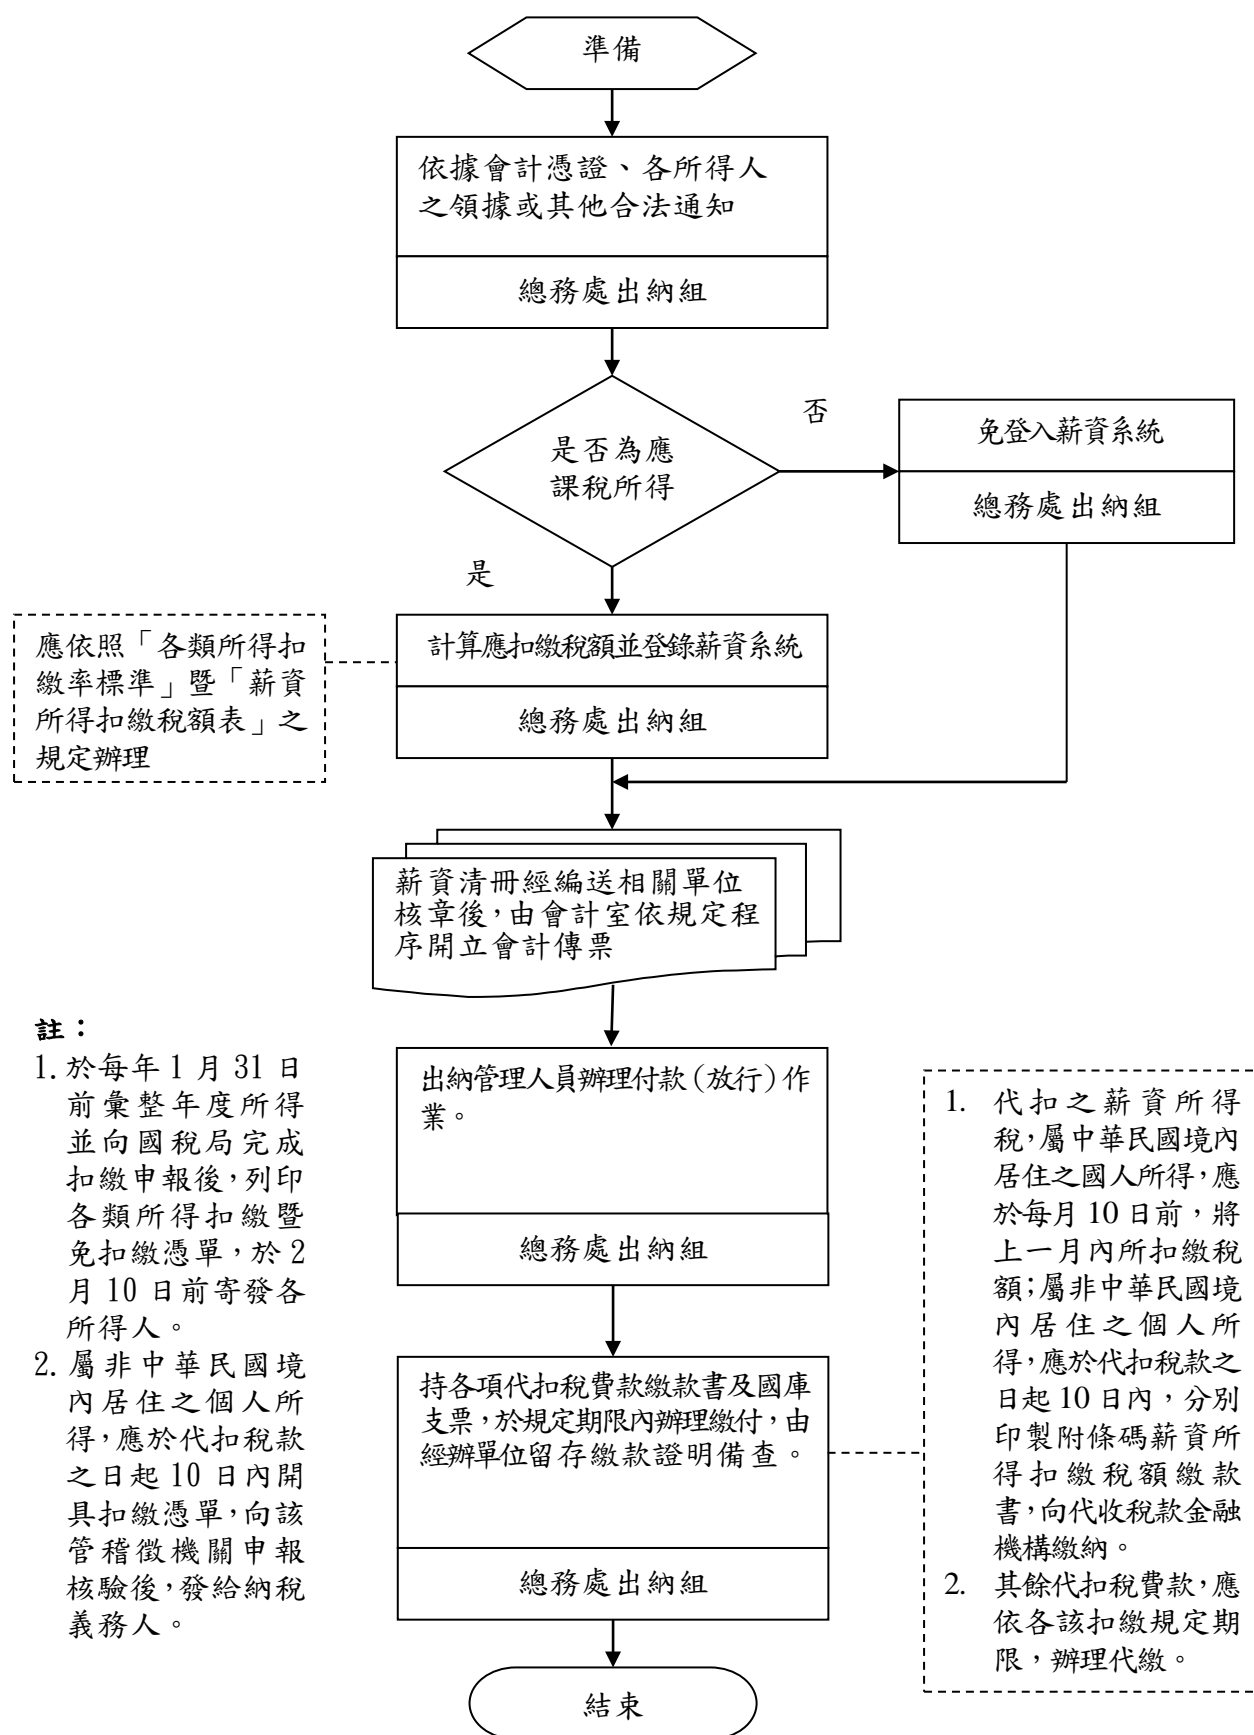 準備
依據會計憑證、各所得人
之領據或其他合法通知
總務處出納組
是否為應
課稅所得
否
免登入薪資系統
總務處出納組
是
計算應扣繳稅額並登錄薪資系統
總務處出納組
應依照「各類所得扣
繳率標準」暨「薪資
所得扣繳稅額表」之
規定辦理
薪資清冊經編送相關單位
核章後，由會計室依規定程
序開立會計傳票
出納管理人員辦理付款（放行）作
業。
總務處出納組
持各項代扣稅費款繳款書及國庫
支票，於規定期限內辦理繳付，由
經辦單位留存繳款證明備查。
總務處出納組
結束
註：
1. 於每年 1 月 31 日
前彙整年度所得
並向國稅局完成
扣繳申報後，列印
各類所得扣繳暨
免扣繳憑單，於 2
月 10 日前寄發各
所得人。
2. 屬非中華民國境
內居住之個人所
得，應於代扣稅款
之日起 10 日內開
具扣繳憑單，向該
管稽徵機關申報
核驗後，發給納稅
義務人。
1. 代扣之薪資所得
稅，屬中華民國境內
居住之國人所得，應
於每月 10 日前，將
上一月內所扣繳稅
額；屬非中華民國境
內居住之個人所
得，應於代扣稅款之
日起 10 日內，分別
印製附條碼薪資所
得扣繳稅額繳款
書，向代收稅款金融
機構繳納。
2. 其餘代扣稅費款，應
依各該扣繳規定期
限，辦理代繳。